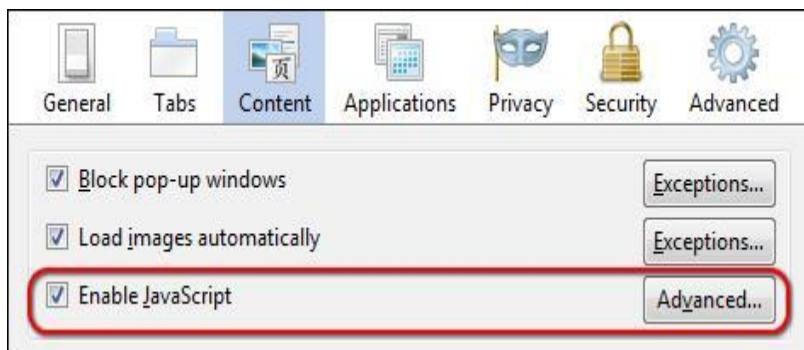 页
General Tabs Content Applications Privacy Security Advanced
Block pop-up windows Exceptions...
Load images automatically Exceptions...
Enable JavaScript Advanced...